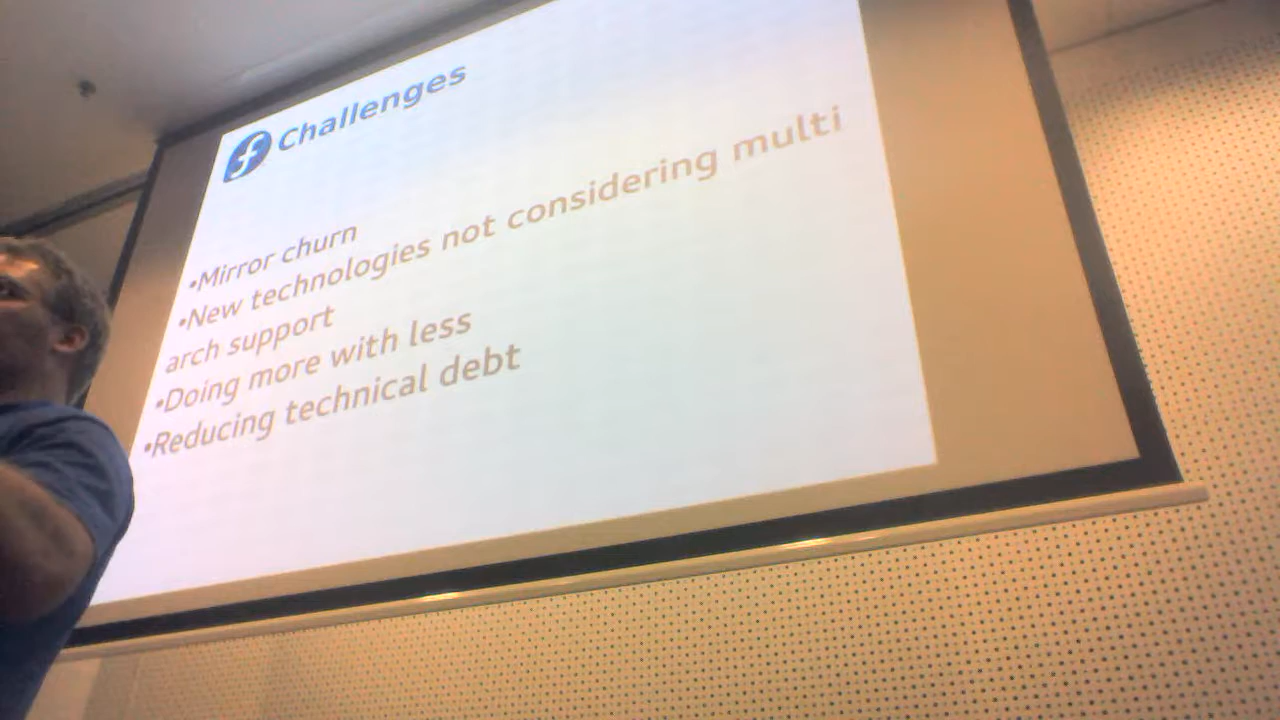 Challenges
•Mirror churn
•New technologies not considering multi
arch support
•Doing more with less
•Reducing technical debt